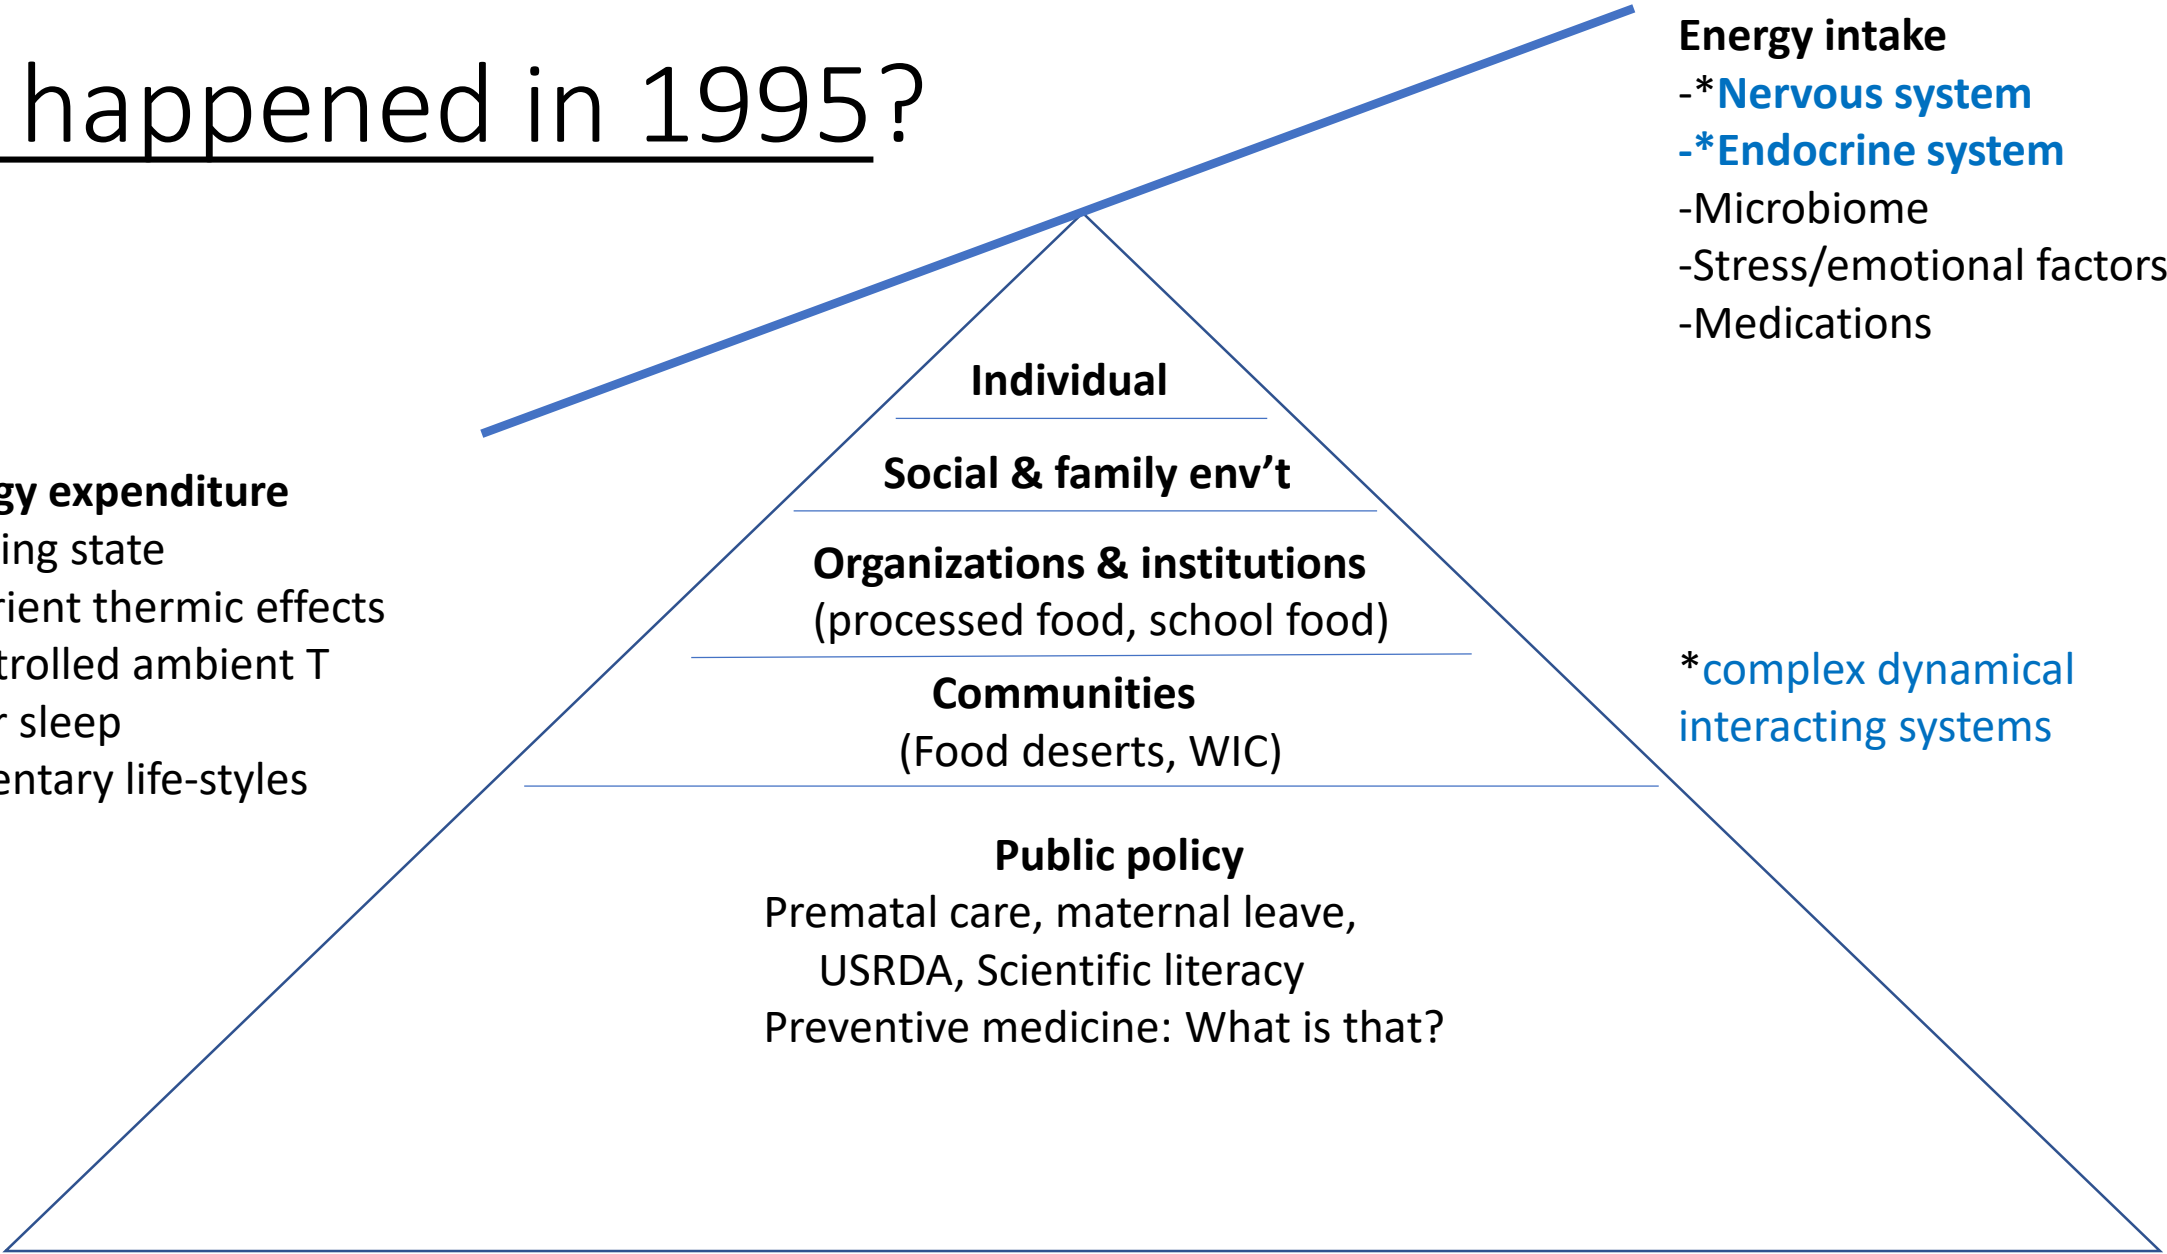 happened in 1995?
Energy intake
-*Nervous system
-*Endocrine system
-Microbiome
-Stress/emotional factors
-Medications
gy expenditure
ing state
rient thermic effects
trolled ambient T
r sleep
entary life-styles
Individual
Social & family env't
Organizations & institutions
(processed food, school food)
Communities
(Food deserts, WIC)
Public policy
Prematal care, maternal leave,
USRDA, Scientific literacy
Preventive medicine: What is that?
*complex dynamical
interacting systems